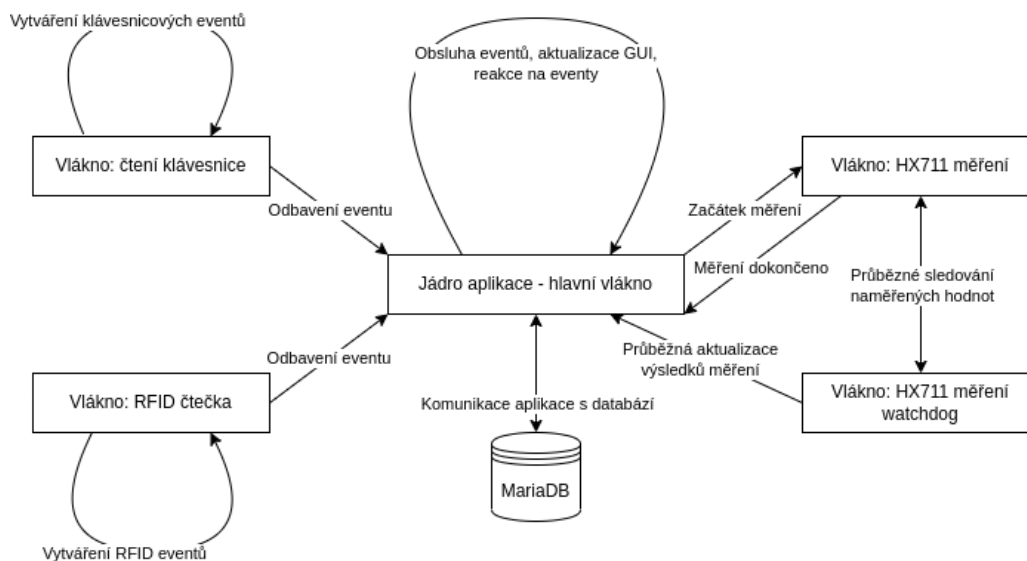 Vytváření klávesnicových eventů
Obsluha eventů, aktualizace GUI,
reakce na eventy
Vlákno: čtení klávesnice
Vlákno: HX711 měření
Odbavení eventu
Začátek měření
Měření dokončeno
Jádro aplikace - hlavní vlákno
Průbězné sledování
naměřených hodnot
Odbavení eventu
Průběžná aktualizace
výsledků měření
Vlákno: RFID čtečka
Komunikace aplikace s databází
Vlákno: HX711 měření
watchdog
MariaDB
Vytváření RFID eventů